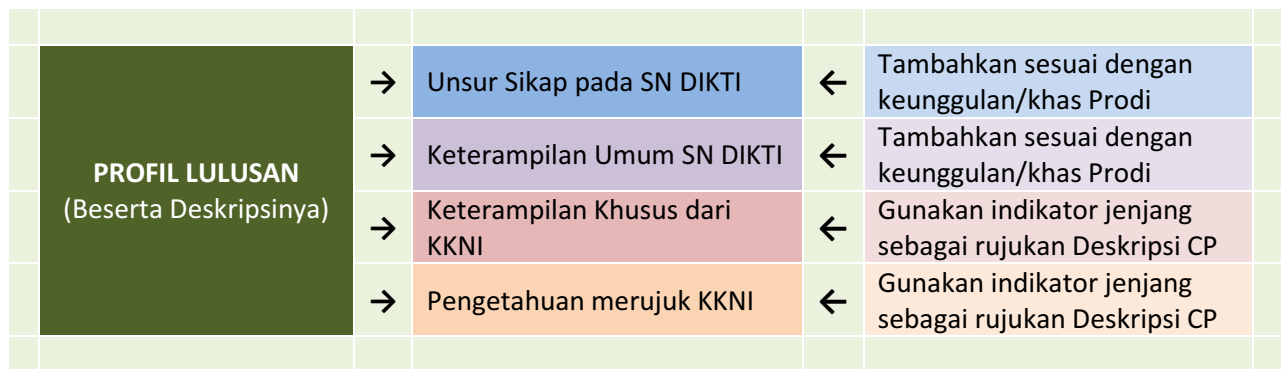 PROFIL LULUSAN
(Beserta Deskripsinya)
→ Unsur Sikap pada SN DIKTI ←
Tambahkan sesuai dengan
keunggulan/khas Prodi
→ Keterampilan Umum SN DIKTI ←
Tambahkan sesuai dengan
keunggulan/khas Prodi
→ Keterampilan Khusus dari
KKNI ←
Gunakan indikator jenjang
sebagai rujukan Deskripsi CP
→ Pengetahuan merujuk KKNI ←
Gunakan indikator jenjang
sebagai rujukan Deskripsi CP